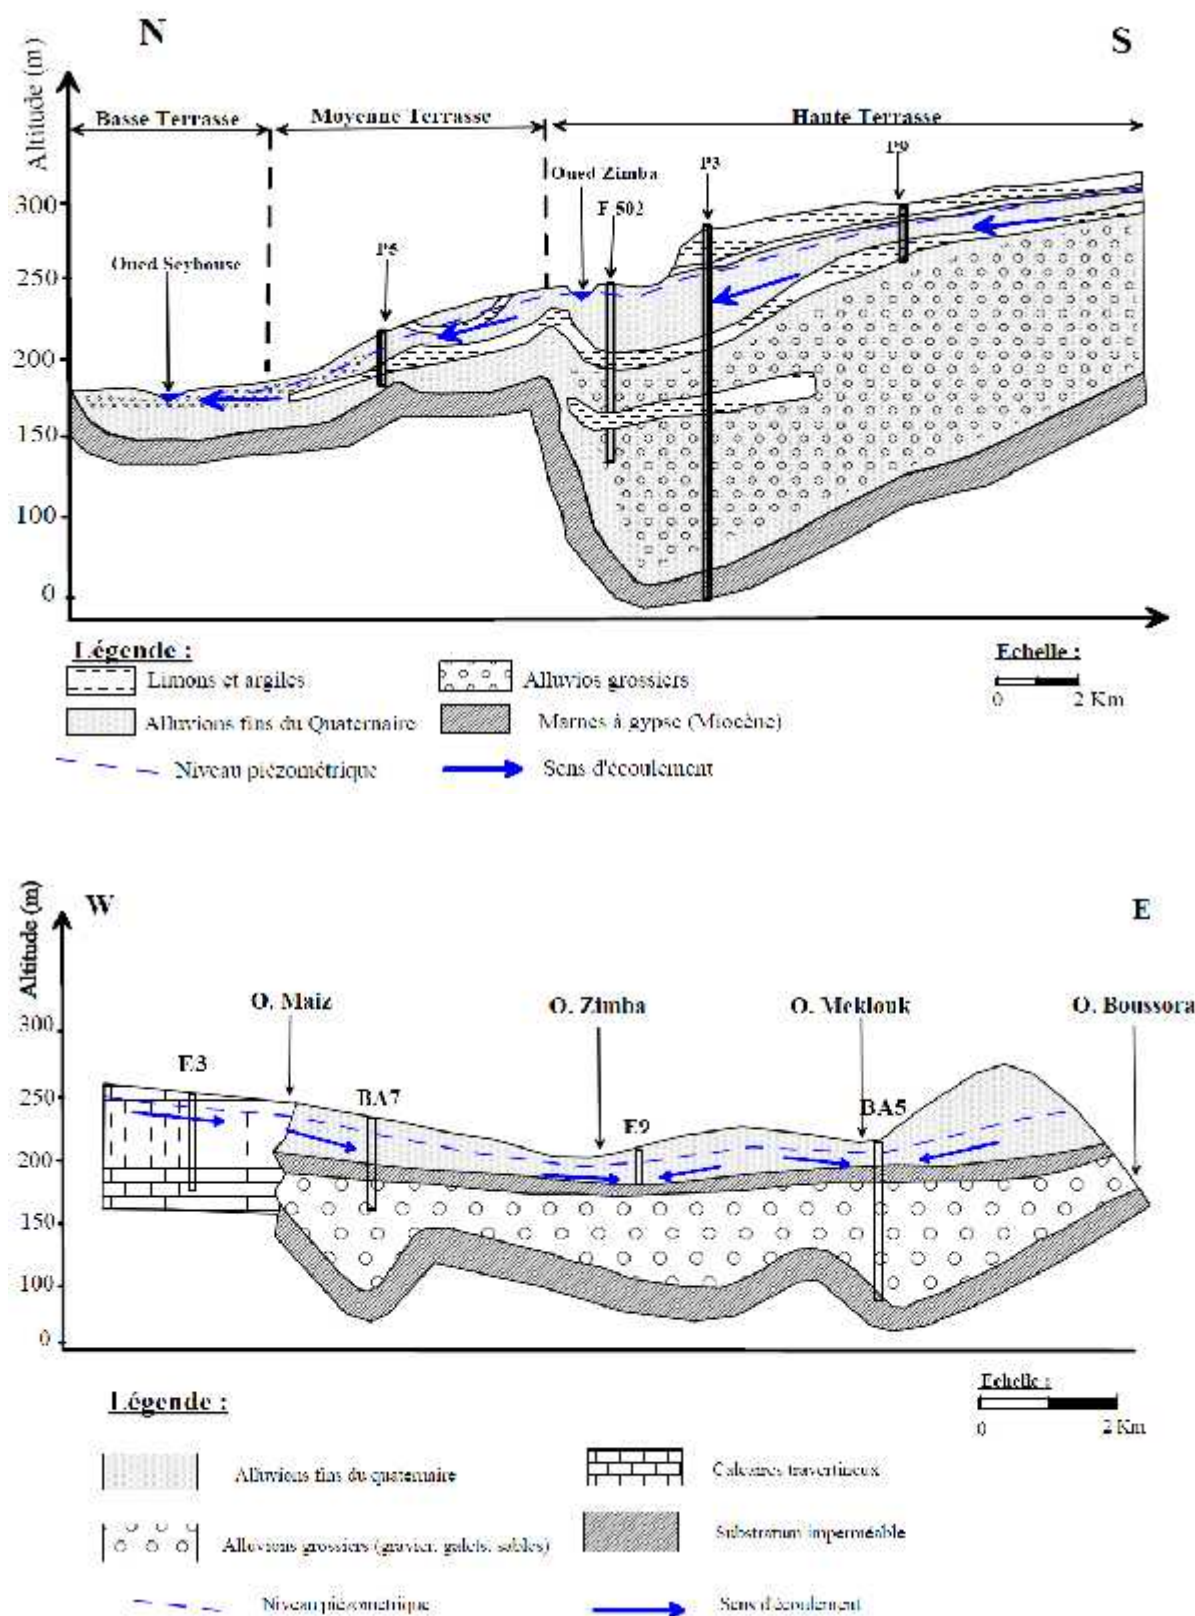 N S
Altitude (m)
Basse Terrasse Moyenne Terrasse Haute Terrasse
P9
Oued Zimba P3
300
F 502
P5
Oued Seybouse
250
200
150
100
0
Légende :
Echelle :
Limons et argiles Alluvios grossiers
0 2 Km
Alluvions fins du Quaternaire Marnes à gypse (Miocène)
Niveau piézométrique Sens d'écoulement
Altitude (m)
W E
O. Maiz O. Zimba O. Meklouk O. Boussora
300
E3
250 BA7 BA5
E9
200
150
100
0
Echelle :
Légende :
0 2 Km
Alluvions fins du quaternaire Calcaires travertineux
Alluvions grossiers (gravier, galets, sables) Substratum imperméable
Niveau piézometrique Sens d'écoulement